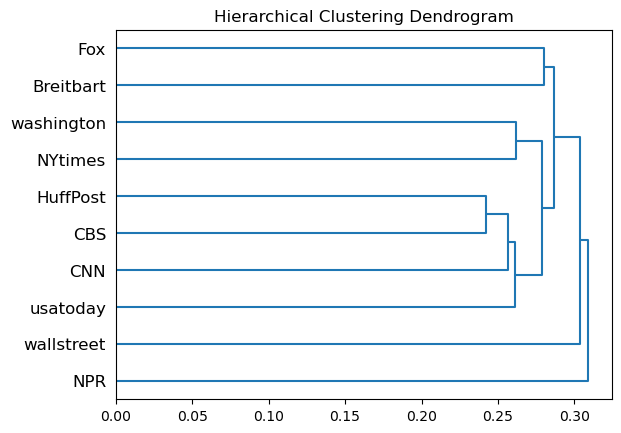 Hierarchical Clustering Dendrogram
Fox
Breitbart
washington
NYtimes
HuffPost
CBS
CNN
usatoday
wallstreet
NPR
0.00 0.05 0.10 0.15 0.20 0.25 0.30